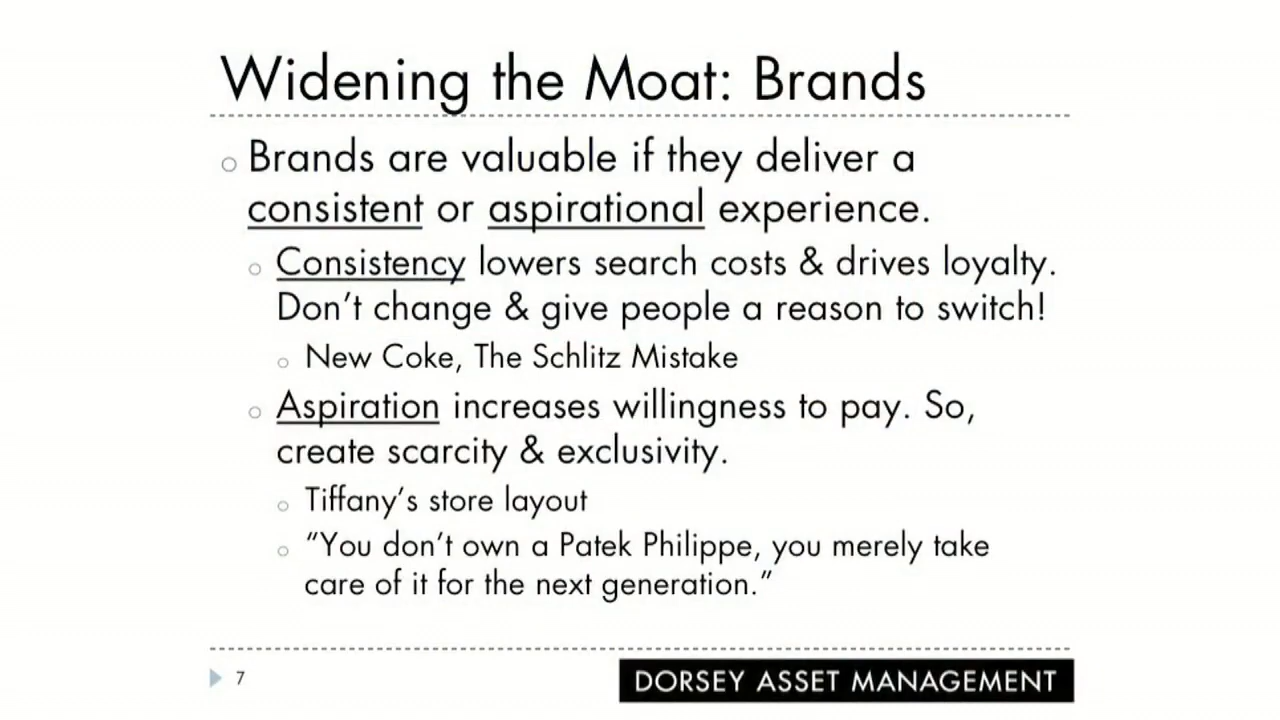 Widening the Moat: Brands
Brands are valuable if they deliver a
consistent or aspirational experience.
Consistency lowers search costs & drives loyalty.
Don’t change & give people a reason to switch!
New Coke, The Schlitz Mistake
Aspiration increases willingness to pay. So,
create scarcity & exclusivity.
Tiffany’s store layout
“You don’t own a Patek Philippe, you merely take
care of it for the next generation.”
7
DORSEY ASSET MANAGEMENT